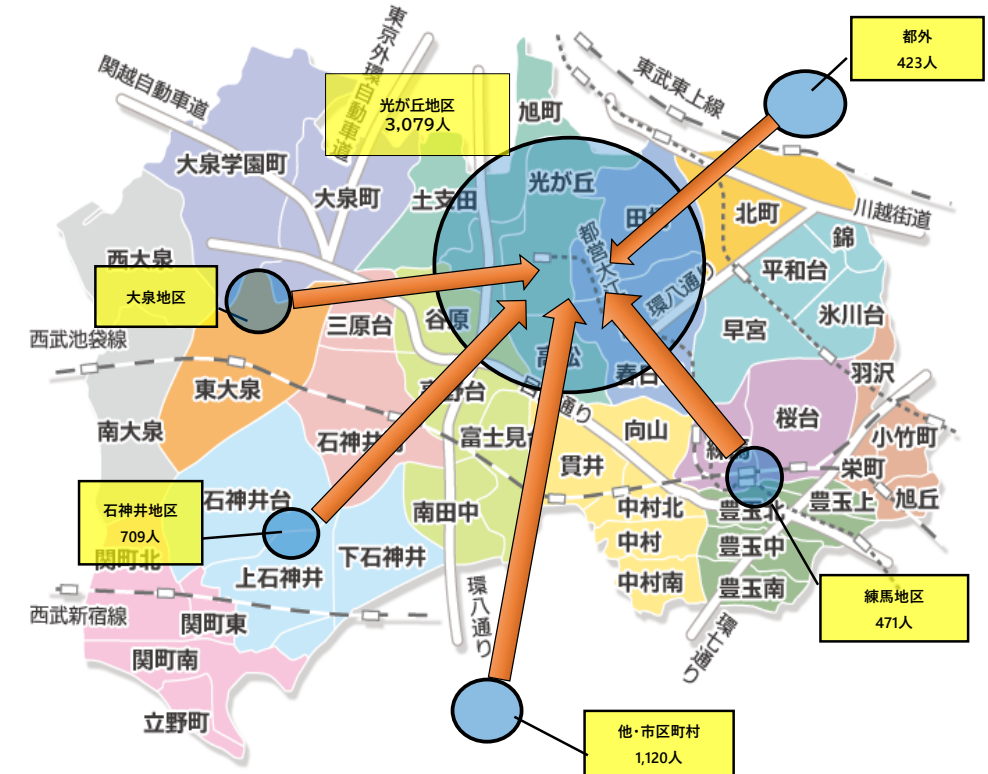 東京外環自動車道
都外
423人
関越自動車道
東武東上線
光が丘地区
3,079人
旭町
大泉学園町
大泉町
土支田
光が丘
北町
川越街道
錦
都営大江
環八通り
平和台
西大泉
大泉地区
氷川台
三原台
谷原
早宮
西武池袋線
高松
春日
羽沢
東大泉
桜台
南大泉
向山
小竹町
富士見台
貫井
栄町
石神井台
石神井地区
709人
南田中
中村北
豊玉北
豊玉上
旭丘
中村
豊玉中
関町北
下石神井
上石神井
中村南
豊玉南
環八通り
練馬地区
471人
西武新宿線
関町東
環七通り
関町南
立野町
他・市区町村
1,120人